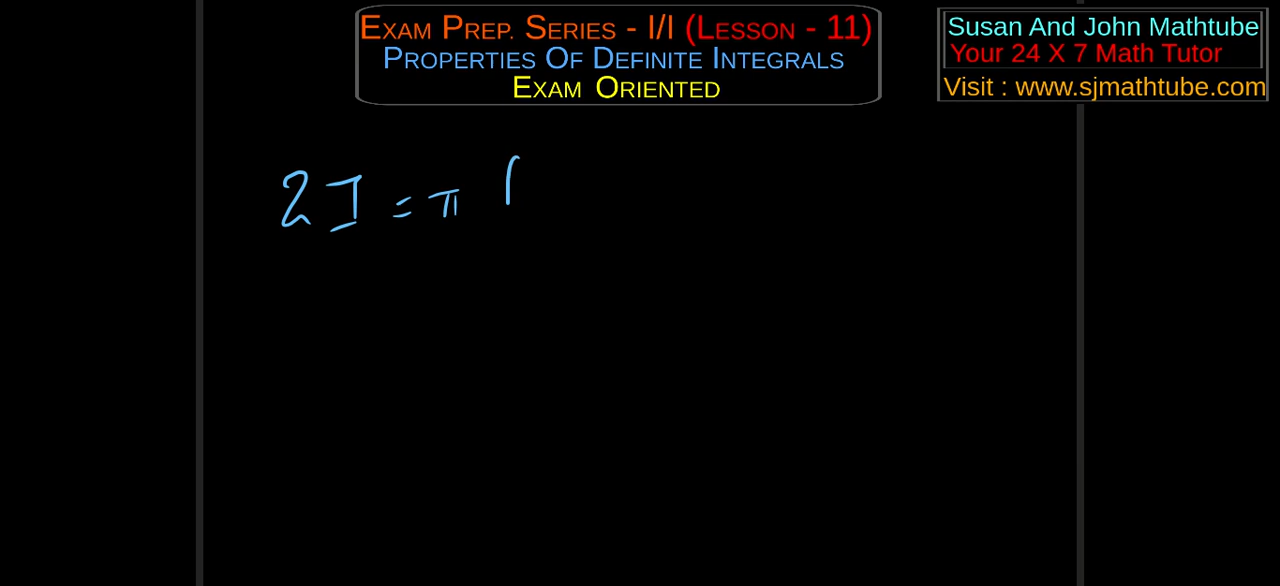 EXAM PREP. SERIES - I/I (LESSON - 11)
PROPERTIES OF DEFINITE INTEGRALS
EXAM ORIENTED
Susan And John Mathtube
Your 24 X 7 Math Tutor
Visit : www.sjmathtube.com
2I = π ∫